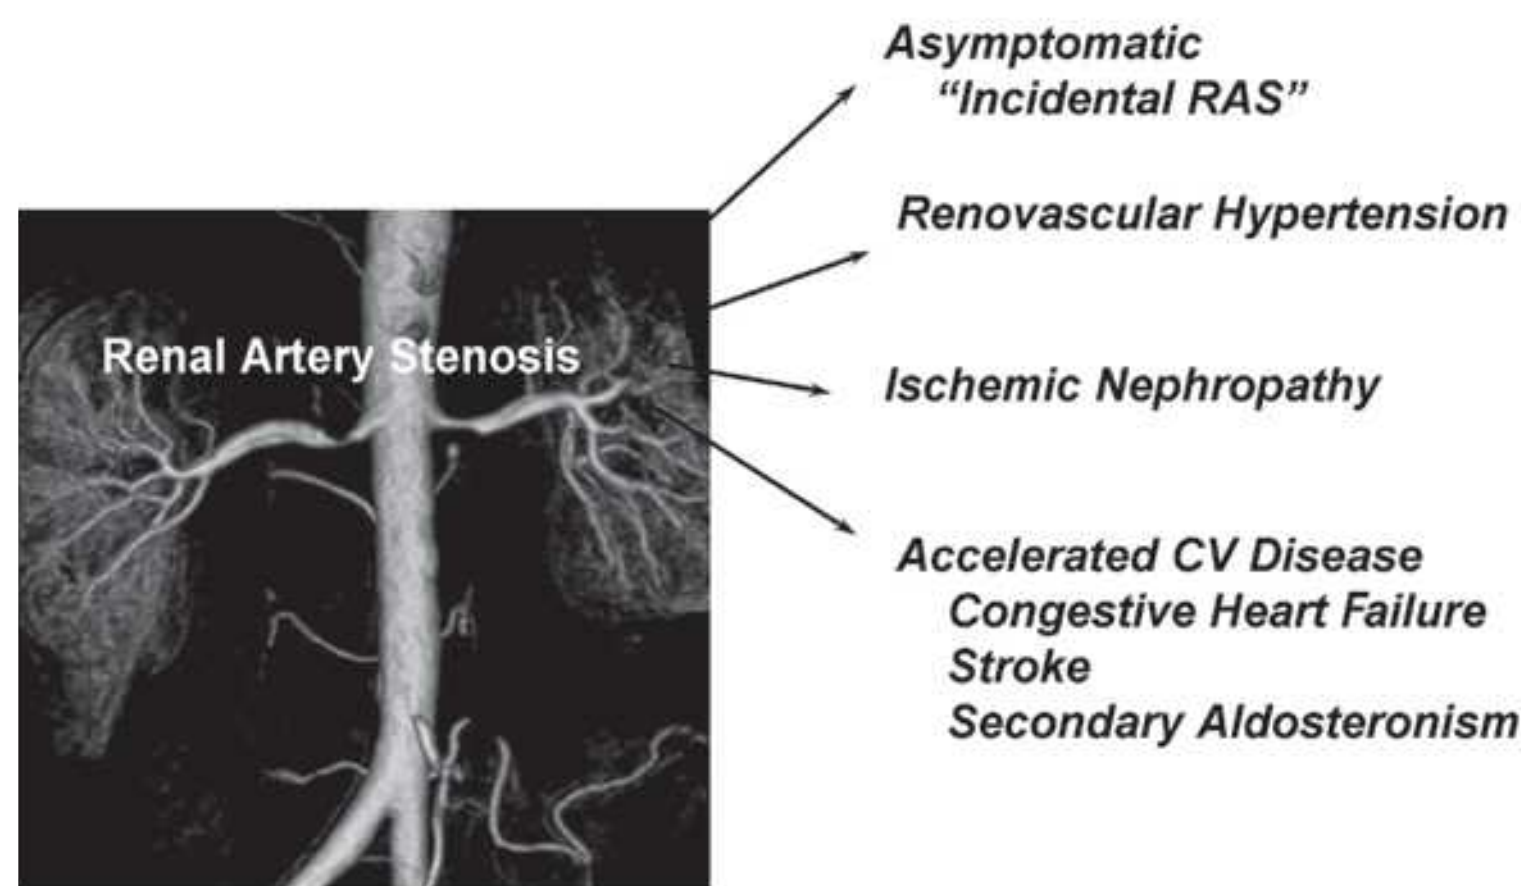 Asymptomatic
“Incidental RAS”
Renovascular Hypertension
Renal Artery Stenosis
Ischemic Nephropathy
Accelerated CV Disease
Congestive Heart Failure
Stroke
Secondary Aldosteronism